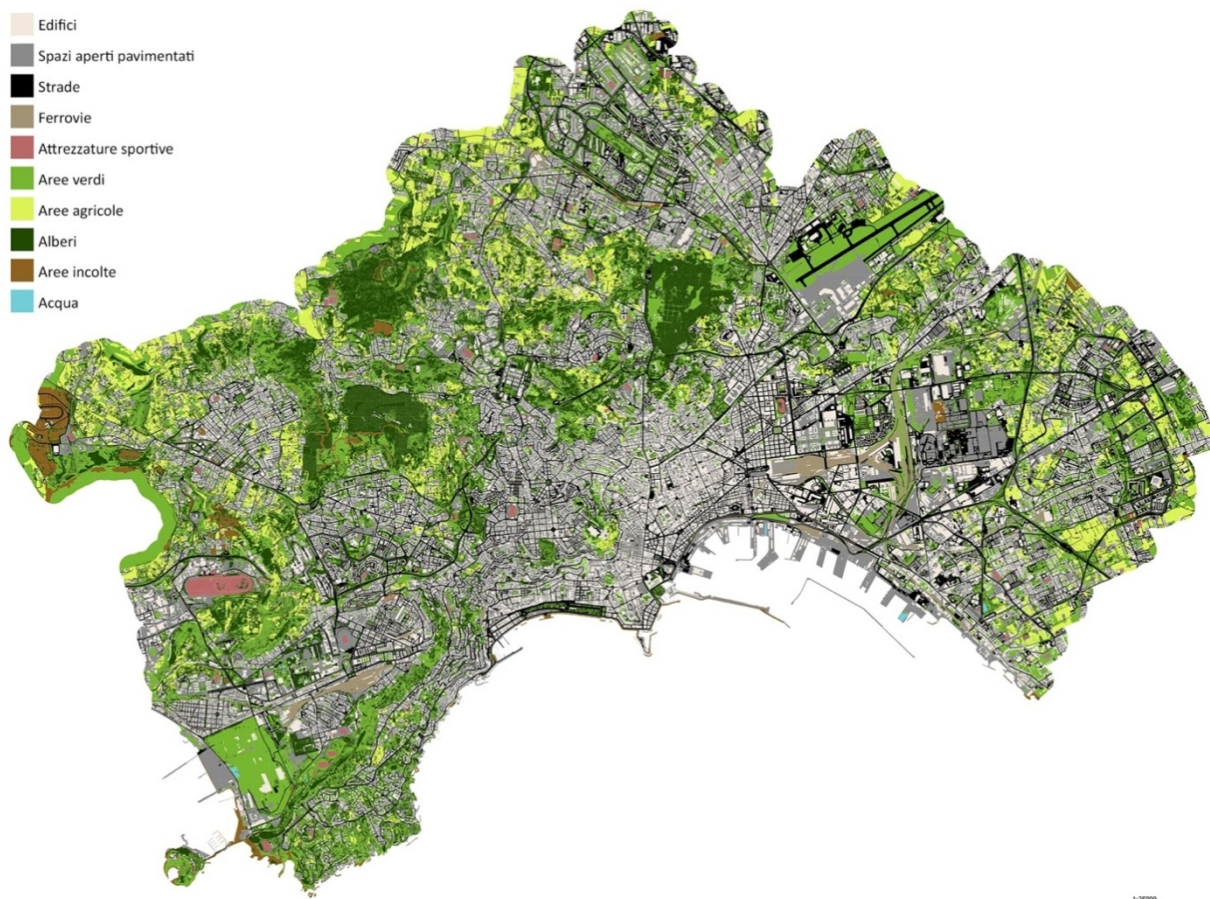 Edifici
Spazi aperti pavimentati
Strade
Ferrovie
Attrezzature sportive
Aree verdi
Aree agricole
Alberi
Aree incolte
Acqua